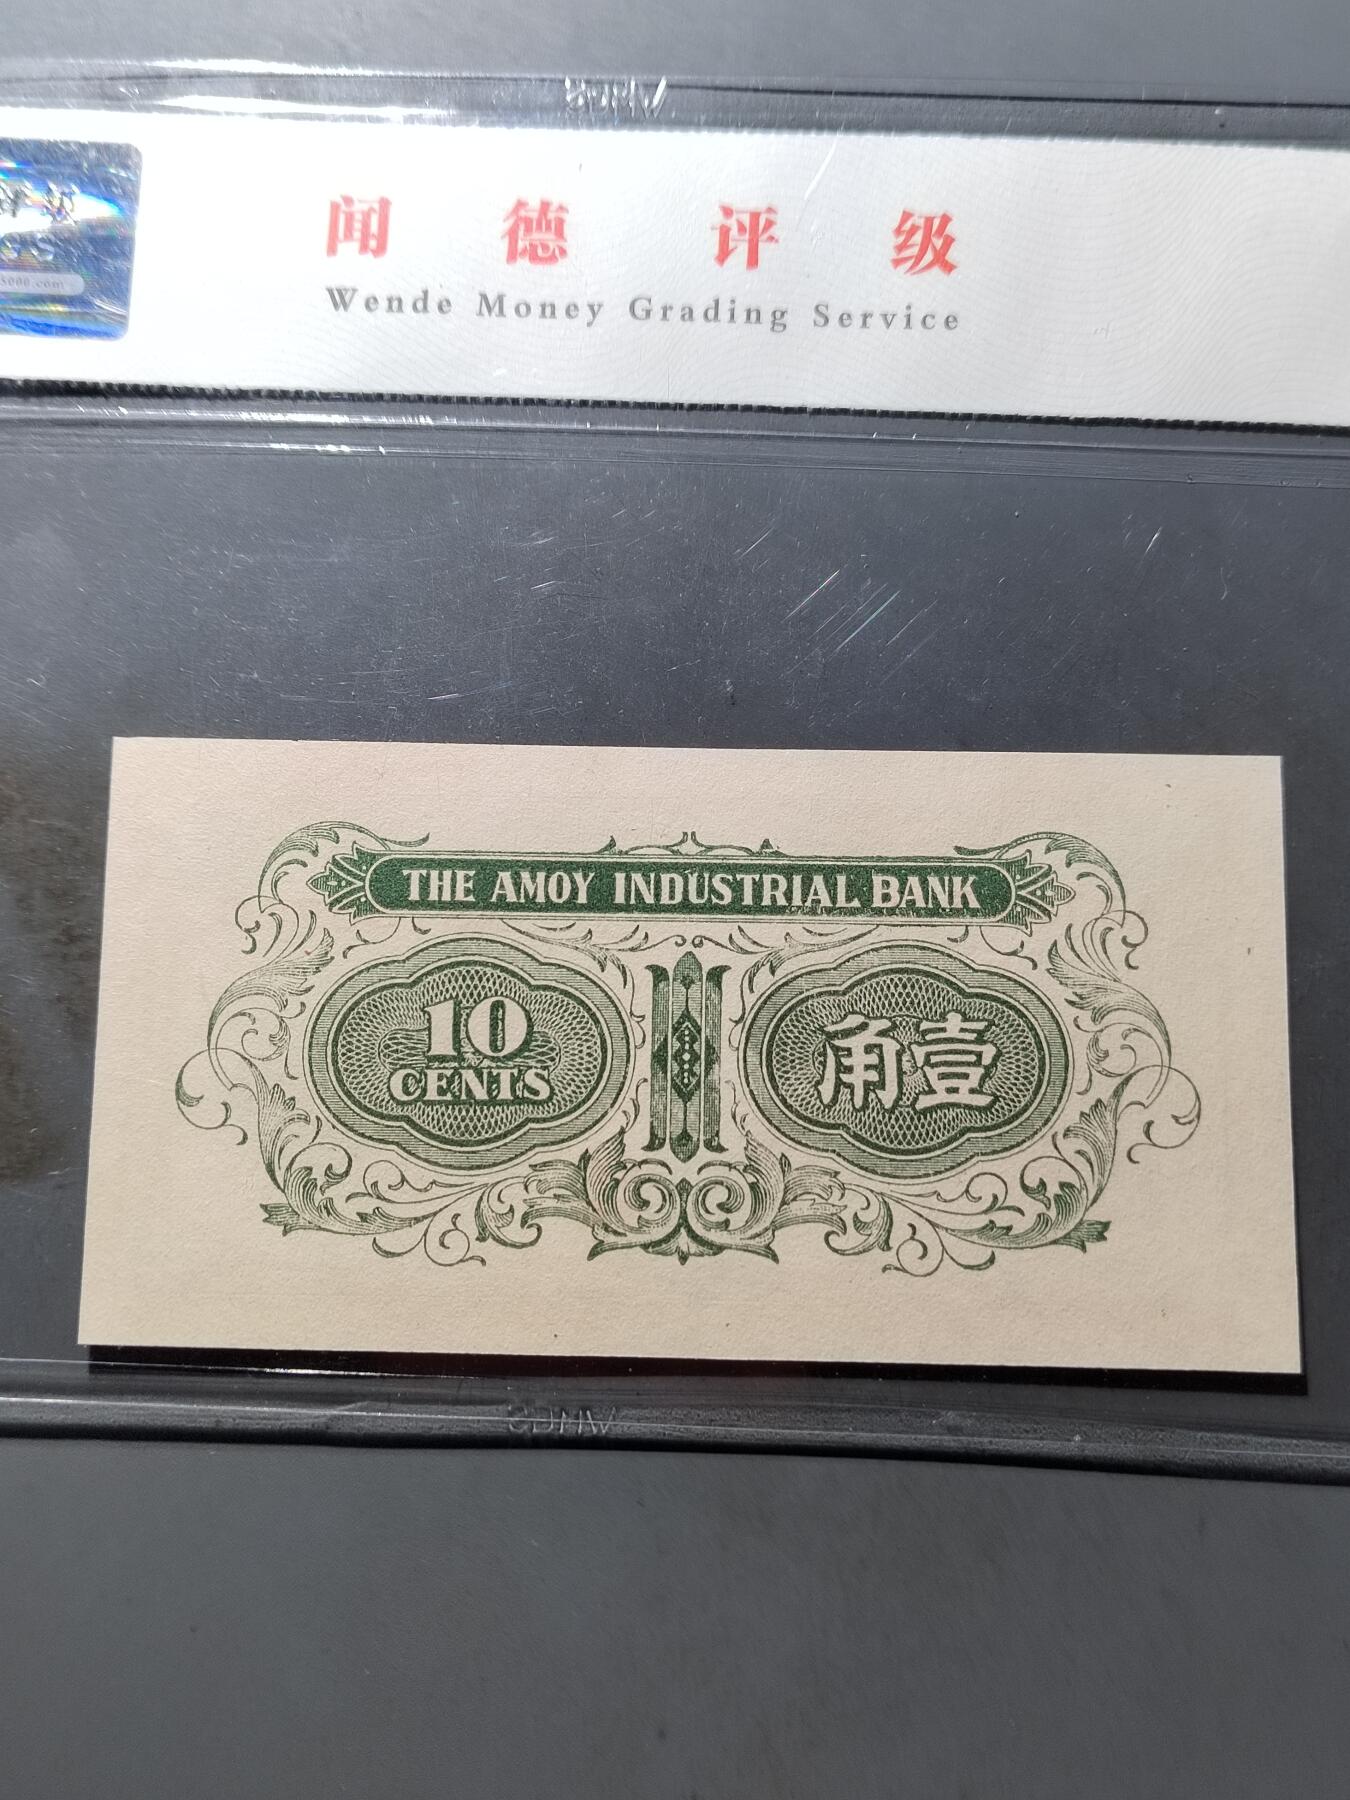 闻德评级
Wende Money Grading Service
THE AMOY INDUSTRIAL BANK
10
CENTS
角壹